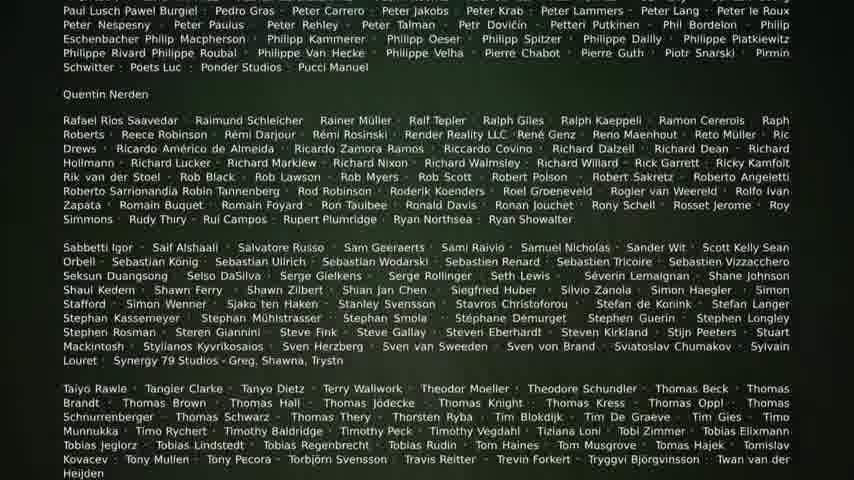 Paul Lusch Pawel Burgiel · Pedro Gras · Peter Carrero · Peter Jakobs · Peter Krab · Peter Lammers · Peter Lang · Peter le Roux
Peter Nespesny · Peter Paulus · Peter Rehley · Peter Talman · Petr Dovičín · Petteri Putkinen · Phil Bordelon · Philip
Eschenbacher Philip Macpherson · Philipp Kammerer · Philipp Oeser · Philipp Spitzer · Philippe Dailly · Philippe Piatkiewitz
Philippe Rivard Philippe Roubal · Philippe Van Hecke · Philippe Velha · Pierre Chabot · Pierre Guth · Piotr Snarski · Pirmin
Schwitter · Poets Luc · Ponder Studios · Pucci Manuel
Quentin Nerden
Rafael Rios Saavedar · Raimund Schleicher · Rainer Müller · Ralf Tepler · Ralph Giles · Ralph Kaeppeli · Ramon Cererois · Raph
Roberts · Reece Robinson · Rémi Darjour · Rémi Rosinski · Render Reality LLC · René Genz · Reno Maenhout · Reto Müller · Ric
Drews · Ricardo Américo de Almeida · Ricardo Zamora Ramos · Riccardo Covino · Richard Dalzell · Richard Dean · Richard
Hollmann · Richard Lucker · Richard Marklew · Richard Nixon · Richard Walmsley · Richard Willard · Rick Garrett · Ricky Kamfolt
Rik van der Stoel · Rob Black · Rob Lawson · Rob Myers · Rob Scott · Robert Polson · Robert Sakretz · Roberto Angeletti
Roberto Sarrionandia Robin Tannenberg · Rod Robinson · Roderik Koenders · Roel Groeneveld · Rogier van Weereld · Rolfo Ivan
Zapata · Romain Buquet · Romain Foyard · Ron Tauibee · Ronald Davis · Ronan Jouchet · Rony Schell · Rosset Jerome · Roy
Simmons · Rudy Thiry · Rui Campos · Rupert Plumridge · Ryan Northsea · Ryan Showalter
Sabbetti Igor · Saif Alshaali · Salvatore Russo · Sam Geeraerts · Sami Raivio · Samuel Nicholas · Sander Wit · Scott Kelly Sean
Orbell · Sebastian König · Sebastian Ullrich · Sebastian Wodarski · Sebastien Renard · Sebastien Tricoire · Sebastien Vizzacchero
Seksun Duangsong · Selso DaSilva · Serge Gielkens · Serge Rollinger · Seth Lewis · Séverin Lemaignan · Shane Johnson
Shaul Kedem · Shawn Ferry · Shawn Zilbert · Shian Jan Chen · Siegfried Huber · Silvio Zanola · Simon Haegler · Simon
Stafford · Simon Wenner · Sjako ten Haken · Stanley Svensson · Stavros Christoforou · Stefan de Konink · Stefan Langer
Stephan Kassemeyer · Stephan Mühlstrasser · Stephan Smola · Stéphane Demurget · Stephen Guerin · Stephen Longley
Stephen Rosman · Steren Giannini · Steve Fink · Steve Gallay · Steven Eberhardt · Steven Kirkland · Stijn Peeters · Stuart
Mackintosh · Stylianos Kyvrikosaios · Sven Herzberg · Sven van Sweeden · Sven von Brand · Sviatoslav Chumakov · Sylvain
Louret · Synergy 79 Studios - Greg, Shawna, Trystn
Taiyo Rawle · Tangier Clarke · Tanyo Dietz · Terry Wallwork · Theodor Moeller · Theodore Schundler · Thomas Beck · Thomas
Brandt · Thomas Brown · Thomas Hall · Thomas Jödecke · Thomas Knight · Thomas Kress · Thomas Oppl · Thomas
Schnurrenberger · Thomas Schwarz · Thomas Thery · Thorsten Ryba · Tim Blokdijk · Tim De Graeve · Tim Gies · Timo
Munnukka · Timo Rychert · Timothy Baldridge · Timothy Peck · Timothy Vegdahl · Tiziana Loni · Tobi Zimmer · Tobias Elixmann
Tobias Jeglorz · Tobias Lindstedt · Tobias Regenbrecht · Tobias Rudin · Tom Haines · Tom Musgrove · Tomas Hajek · Tomislav
Kovacev · Tony Mullen · Tony Pecora · Torbjörn Svensson · Travis Reitter · Trevin Forkert · Tryggvi Björgvinsson · Twan van der
Heijden